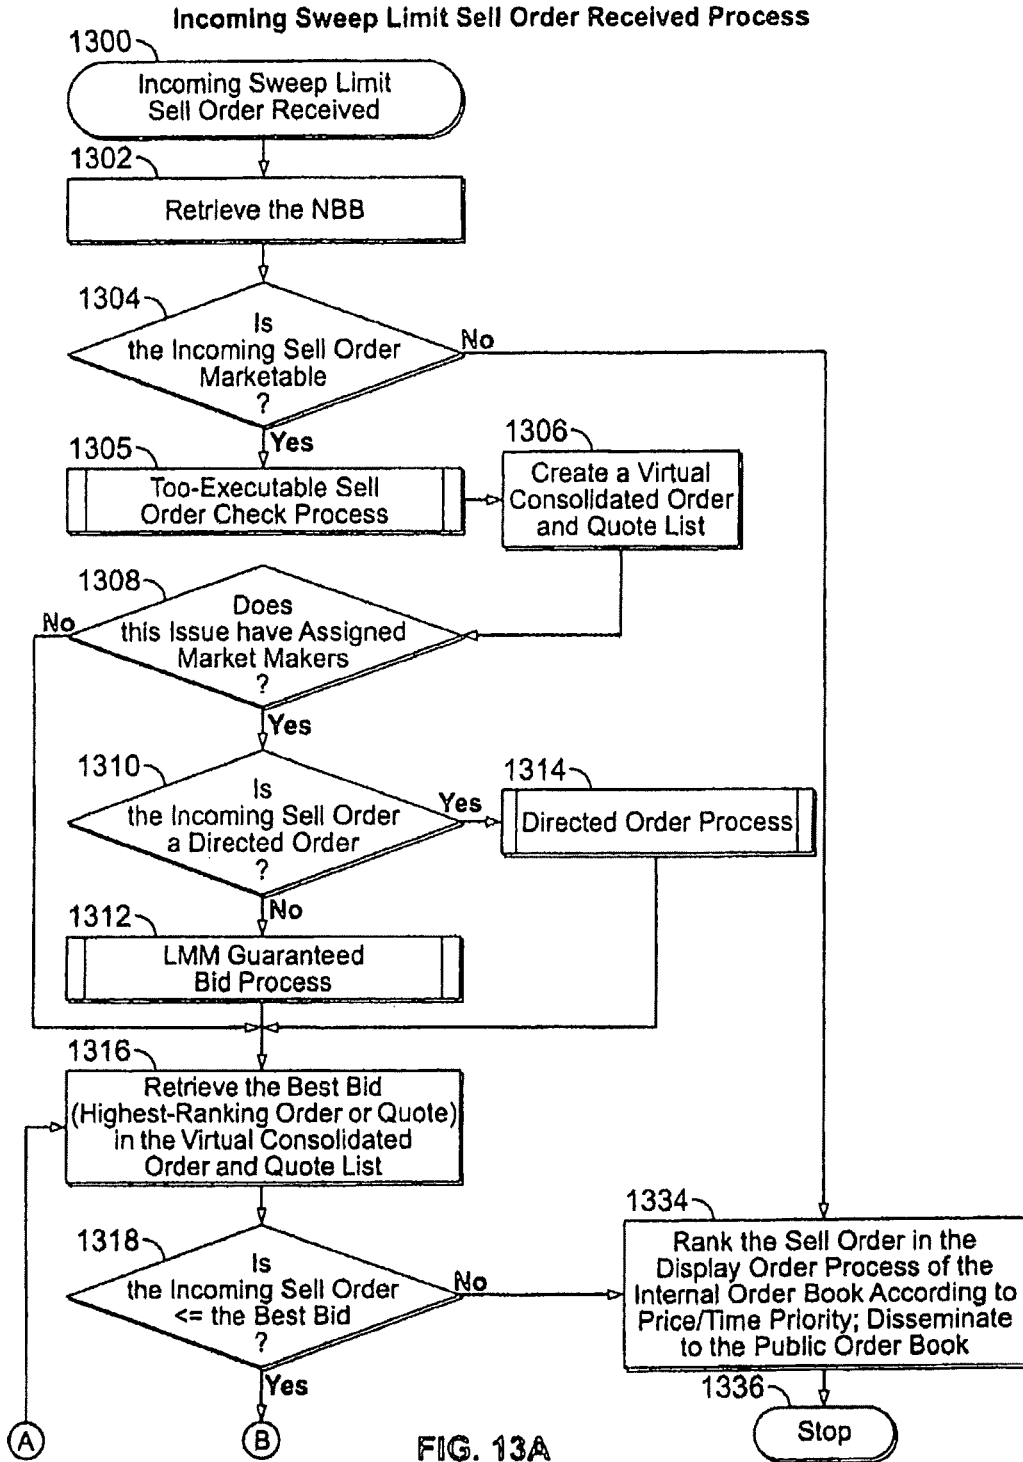 Incoming Sweep Limit Sell Order Received Process
1300
Incoming Sweep Limit
Sell Order Received
1302
Retrieve the NBB
1304
Is
the Incoming Sell Order
Marketable
?
No
Yes
1305
Too-Executable Sell
Order Check Process
1306
Create a Virtual
Consolidated Order
and Quote List
1308
Does
this Issue have Assigned
Market Makers
?
No
Yes
1310
Is
the Incoming Sell Order
a Directed Order
?
Yes
1314
Directed Order Process
No
1312
LMM Guaranteed
Bid Process
1316
Retrieve the Best Bid
(Highest-Ranking Order or Quote)
in the Virtual Consolidated
Order and Quote List
1318
Is
the Incoming Sell Order
<= the Best Bid
?
No
Yes
1334
Rank the Sell Order in the
Display Order Process of the
Internal Order Book According to
Price/Time Priority; Disseminate
to the Public Order Book
1336
Stop
A
B
FIG. 13A